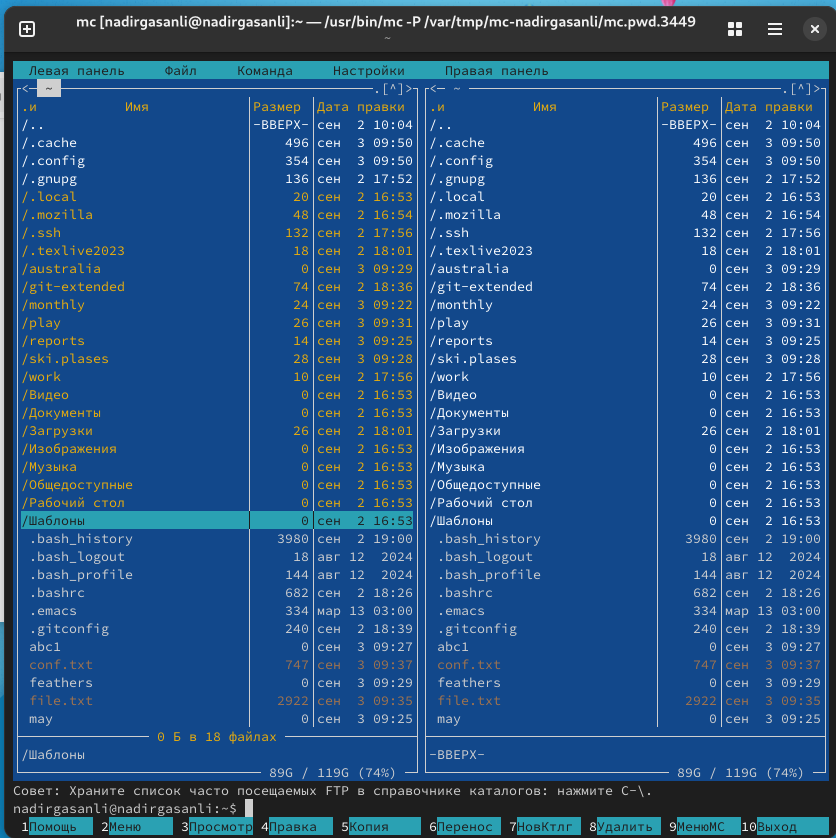 mc [nadirgasanli@nadirgasanli]:~ — /usr/bin/mc -P /var/tmp/mc-nadirgasanli/mc.pwd.3449
~
Левая панель Файл Команда Настройки Правая панель
<─ ~ .[^]> <─ ~ .[^]>
.и Имя Размер Дата правки .и Имя Размер Дата правки
/.. -ВВЕРХ- сен 2 10:04 /.. -ВВЕРХ- сен 2 10:04
/.cache 496 сен 3 09:50 /.cache 496 сен 3 09:50
/.config 354 сен 3 09:50 /.config 354 сен 3 09:50
/.gnupg 136 сен 2 17:52 /.gnupg 136 сен 2 17:52
/.local 20 сен 2 16:53 /.local 20 сен 2 16:53
/.mozilla 48 сен 2 16:54 /.mozilla 48 сен 2 16:54
/.ssh 132 сен 2 17:56 /.ssh 132 сен 2 17:56
/.texlive2023 18 сен 2 18:01 /.texlive2023 18 сен 2 18:01
/australia 0 сен 3 09:29 /australia 0 сен 3 09:29
/git-extended 74 сен 2 18:36 /git-extended 74 сен 2 18:36
/monthly 24 сен 3 09:22 /monthly 24 сен 3 09:22
/play 26 сен 3 09:31 /play 26 сен 3 09:31
/reports 14 сен 3 09:25 /reports 14 сен 3 09:25
/ski.plases 28 сен 3 09:28 /ski.plases 28 сен 3 09:28
/work 10 сен 2 17:56 /work 10 сен 2 17:56
/Видео 0 сен 2 16:53 /Видео 0 сен 2 16:53
/Документы 0 сен 2 16:53 /Документы 0 сен 2 16:53
/Загрузки 26 сен 2 18:01 /Загрузки 26 сен 2 18:01
/Изображения 0 сен 2 16:53 /Изображения 0 сен 2 16:53
/Музыка 0 сен 2 16:53 /Музыка 0 сен 2 16:53
/Общедоступные 0 сен 2 16:53 /Общедоступные 0 сен 2 16:53
/Рабочий стол 0 сен 2 16:53 /Рабочий стол 0 сен 2 16:53
/Шаблоны 0 сен 2 16:53 /Шаблоны 0 сен 2 16:53
.bash_history 3980 сен 2 19:00 .bash_history 3980 сен 2 19:00
.bash_logout 18 авг 12 2024 .bash_logout 18 авг 12 2024
.bash_profile 144 авг 12 2024 .bash_profile 144 авг 12 2024
.bashrc 682 сен 2 18:26 .bashrc 682 сен 2 18:26
.emacs 334 мар 13 03:00 .emacs 334 мар 13 03:00
.gitconfig 240 сен 2 18:39 .gitconfig 240 сен 2 18:39
abc1 0 сен 3 09:27 abc1 0 сен 3 09:27
conf.txt 747 сен 3 09:37 conf.txt 747 сен 3 09:37
feathers 0 сен 3 09:29 feathers 0 сен 3 09:29
file.txt 2922 сен 3 09:35 file.txt 2922 сен 3 09:35
may 0 сен 3 09:25 may 0 сен 3 09:25
0 Б в 18 файлах
/Шаблоны -ВВЕРХ-
89G / 119G (74%) 89G / 119G (74%)
Совет: Храните список часто посещаемых FTP в справочнике каталогов: нажмите C-\.
nadirgasanli@nadirgasanli:~$
1Помощь 2Меню 3Просмотр 4Правка 5Копия 6Перенос 7НовКтлг 8Удалить 9МенюMC 10Выход